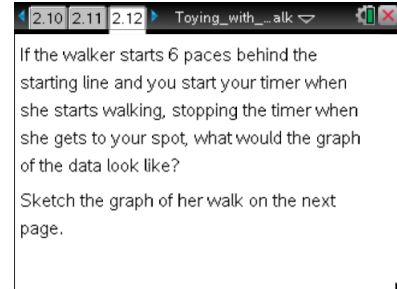 2.10 2.11 2.12 Toying_with_…alk
If the walker starts 6 paces behind the
starting line and you start your timer when
she starts walking, stopping the timer when
she gets to your spot, what would the graph
of the data look like?
Sketch the graph of her walk on the next
page.